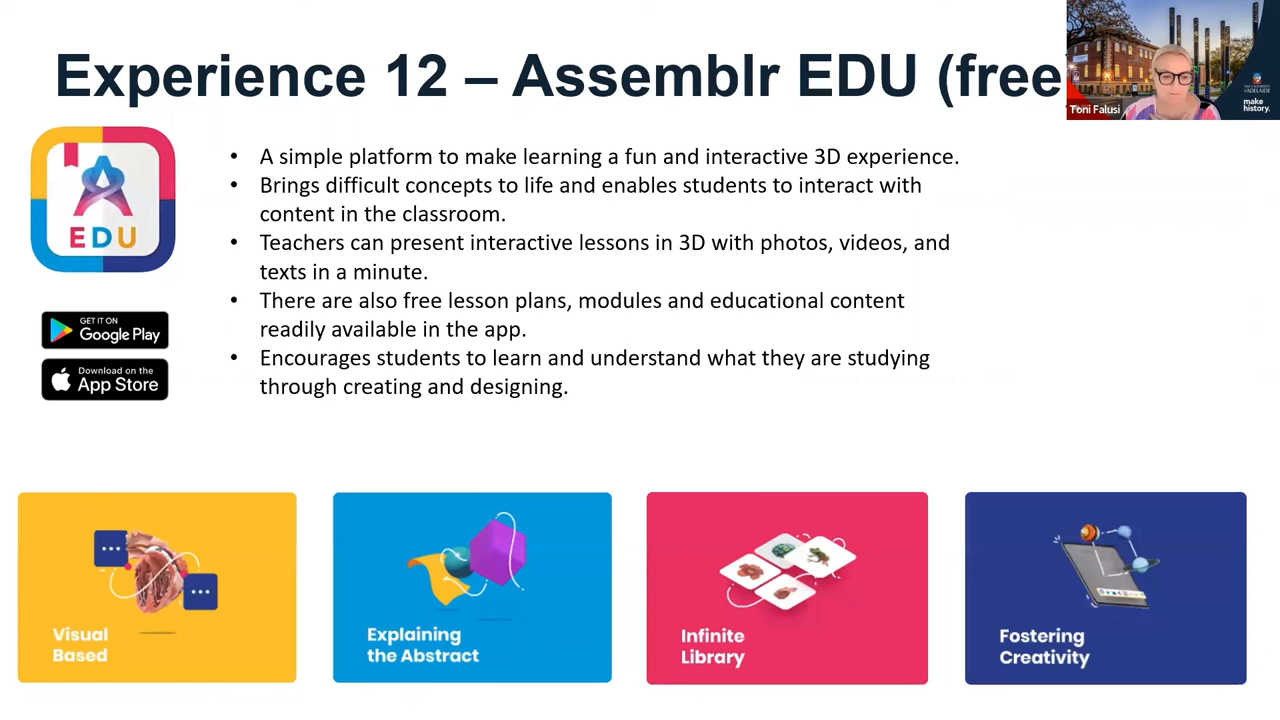 Experience 12 – Assemblr EDU (free
Toni Falusi
THE UNIVERSITY
of ADELAIDE
make
history.
EDU
• A simple platform to make learning a fun and interactive 3D experience.
• Brings difficult concepts to life and enables students to interact with
content in the classroom.
• Teachers can present interactive lessons in 3D with photos, videos, and
texts in a minute.
• There are also free lesson plans, modules and educational content
readily available in the app.
• Encourages students to learn and understand what they are studying
through creating and designing.
GET IT ON
Google Play
Download on the
App Store
Visual
Based
Explaining
the Abstract
Infinite
Library
Fostering
Creativity